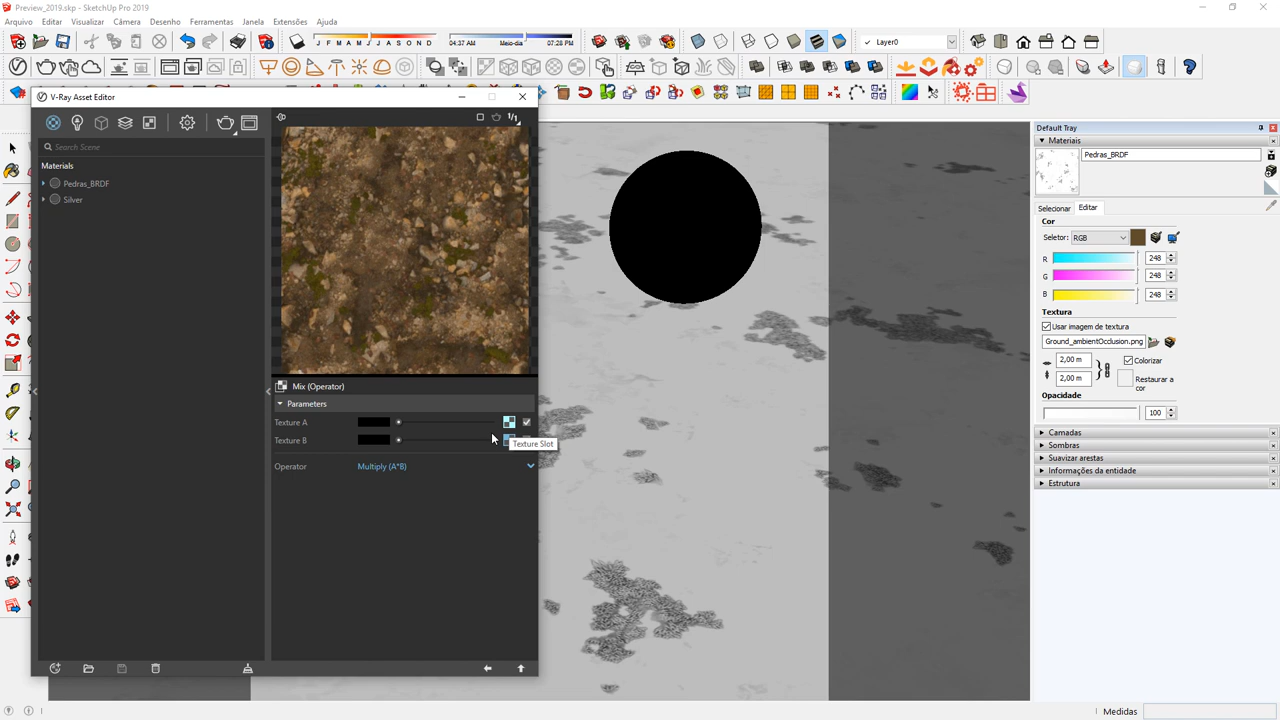 Preview_2019.skp - SketchUp Pro 2019
Arquivo Editar Visualizar Câmera Desenho Ferramentas Janela Extensões Ajuda
J F M A M J J A S O N D
04:37 AM Meio-dia 07:28 PM
Layer0
V-Ray Asset Editor
Search Scene
1/1
Materials
Pedras_BRDF
Silver
Mix (Operator)
Parameters
Texture A
Texture B
Texture Slot
Operator Multiply (A*B)
Default Tray
Materiais
Pedras_BRDF
Selecionar Editar
Cor
Seletor: RGB
R 248
G 248
B 248
Textura
Usar imagem de textura
Ground_ambientOcclusion.png
2,00 m Colorizar
2,00 m Restaurar a cor
Opacidade
100
Camadas
Sombras
Suavizar arestas
Informações da entidade
Estrutura
Medidas